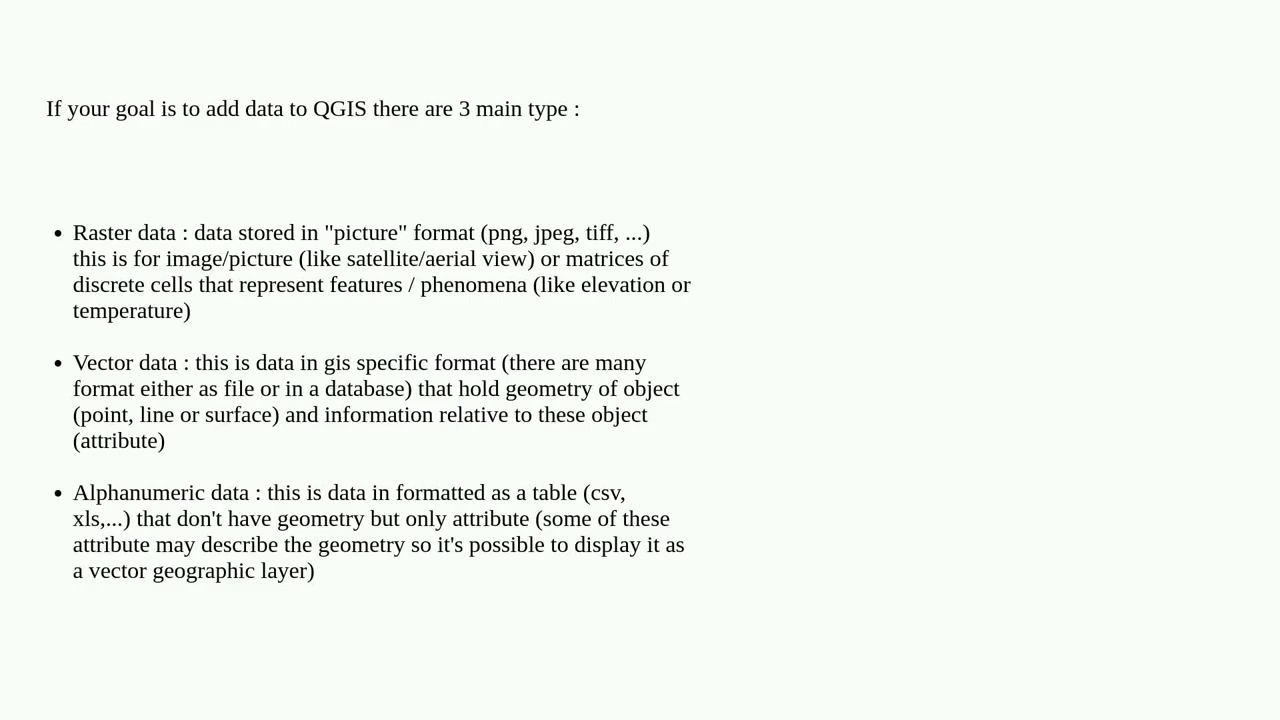 If your goal is to add data to QGIS there are 3 main type :
• Raster data : data stored in "picture" format (png, jpeg, tiff, ...)
this is for image/picture (like satellite/aerial view) or matrices of
discrete cells that represent features / phenomena (like elevation or
temperature)
• Vector data : this is data in gis specific format (there are many
format either as file or in a database) that hold geometry of object
(point, line or surface) and information relative to these object
(attribute)
• Alphanumeric data : this is data in formatted as a table (csv,
xls,...) that don't have geometry but only attribute (some of these
attribute may describe the geometry so it's possible to display it as
a vector geographic layer)